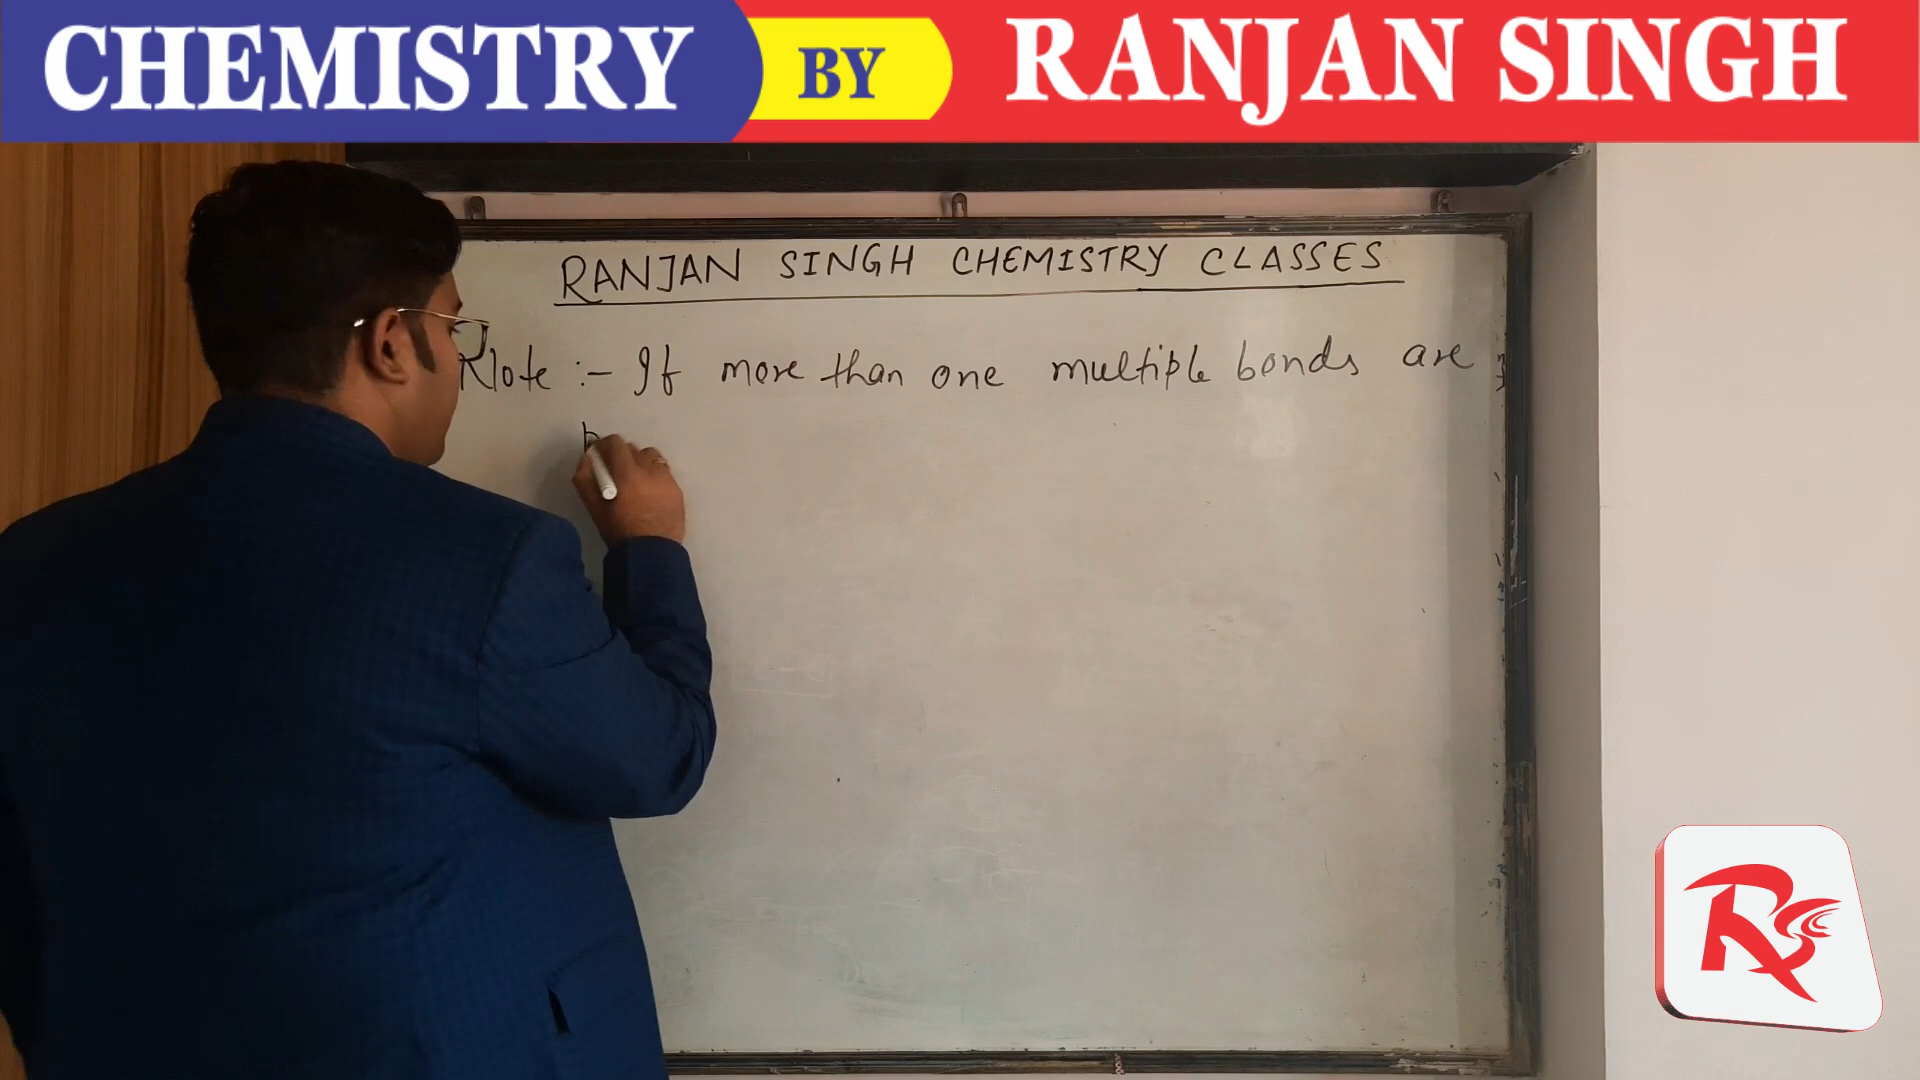 CHEMISTRY BY RANJAN SINGH
RANJAN SINGH CHEMISTRY CLASSES
Note :- If more than one multiple bonds are